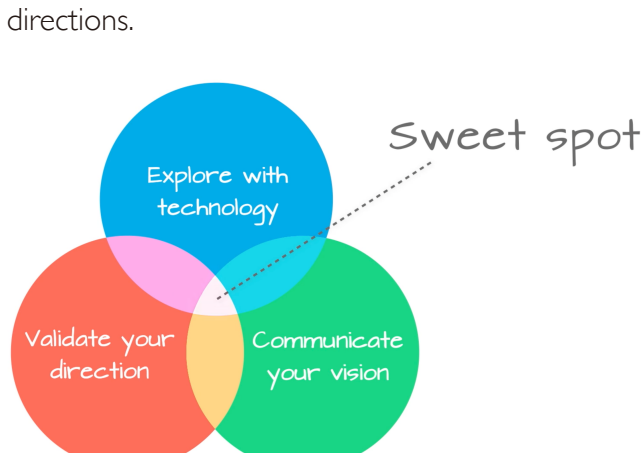 directions.
Sweet spot
Explore with
technology
Validate your
direction
Communicate
your vision